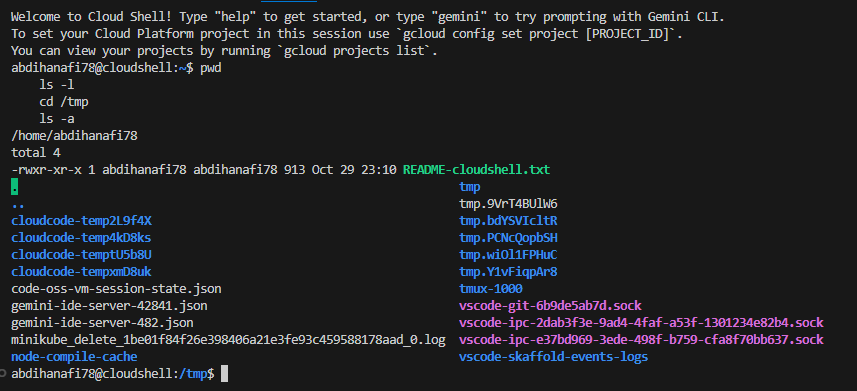 Welcome to Cloud Shell! Type "help" to get started, or type "gemini" to try prompting with Gemini CLI.
To set your Cloud Platform project in this session use `gcloud config set project [PROJECT_ID]`.
You can view your projects by running `gcloud projects list`.
abdihanafi78@cloudshell:~$ pwd
    ls -l
    cd /tmp
    ls -a
/home/abdihanafi78
total 4
-rwxr-xr-x 1 abdihanafi78 abdihanafi78 913 Oct 29 23:10 README-cloudshell.txt
.                                                     tmp
..                                                    tmp.9VrT4BUlW6
cloudcode-temp2L9f4X                                  tmp.bdYSVIcltR
cloudcode-temp4kD8ks                                  tmp.PCNcQopbSH
cloudcode-temptU5b8U                                  tmp.wiOl1FPHuC
cloudcode-tempxmD8uk                                  tmp.Y1vFiqpAr8
code-oss-vm-session-state.json                        tmux-1000
gemini-ide-server-42841.json                          vscode-git-6b9de5ab7d.sock
gemini-ide-server-482.json                            vscode-ipc-2dab3f3e-9ad4-4faf-a53f-1301234e82b4.sock
minikube_delete_1be01f84f26e398406a21e3fe93c459588178aad_0.log  vscode-ipc-e37bd969-3ede-498f-b759-cfa8f70bb637.sock
node-compile-cache                                    vscode-skaffold-events-logs
abdihanafi78@cloudshell:/tmp$